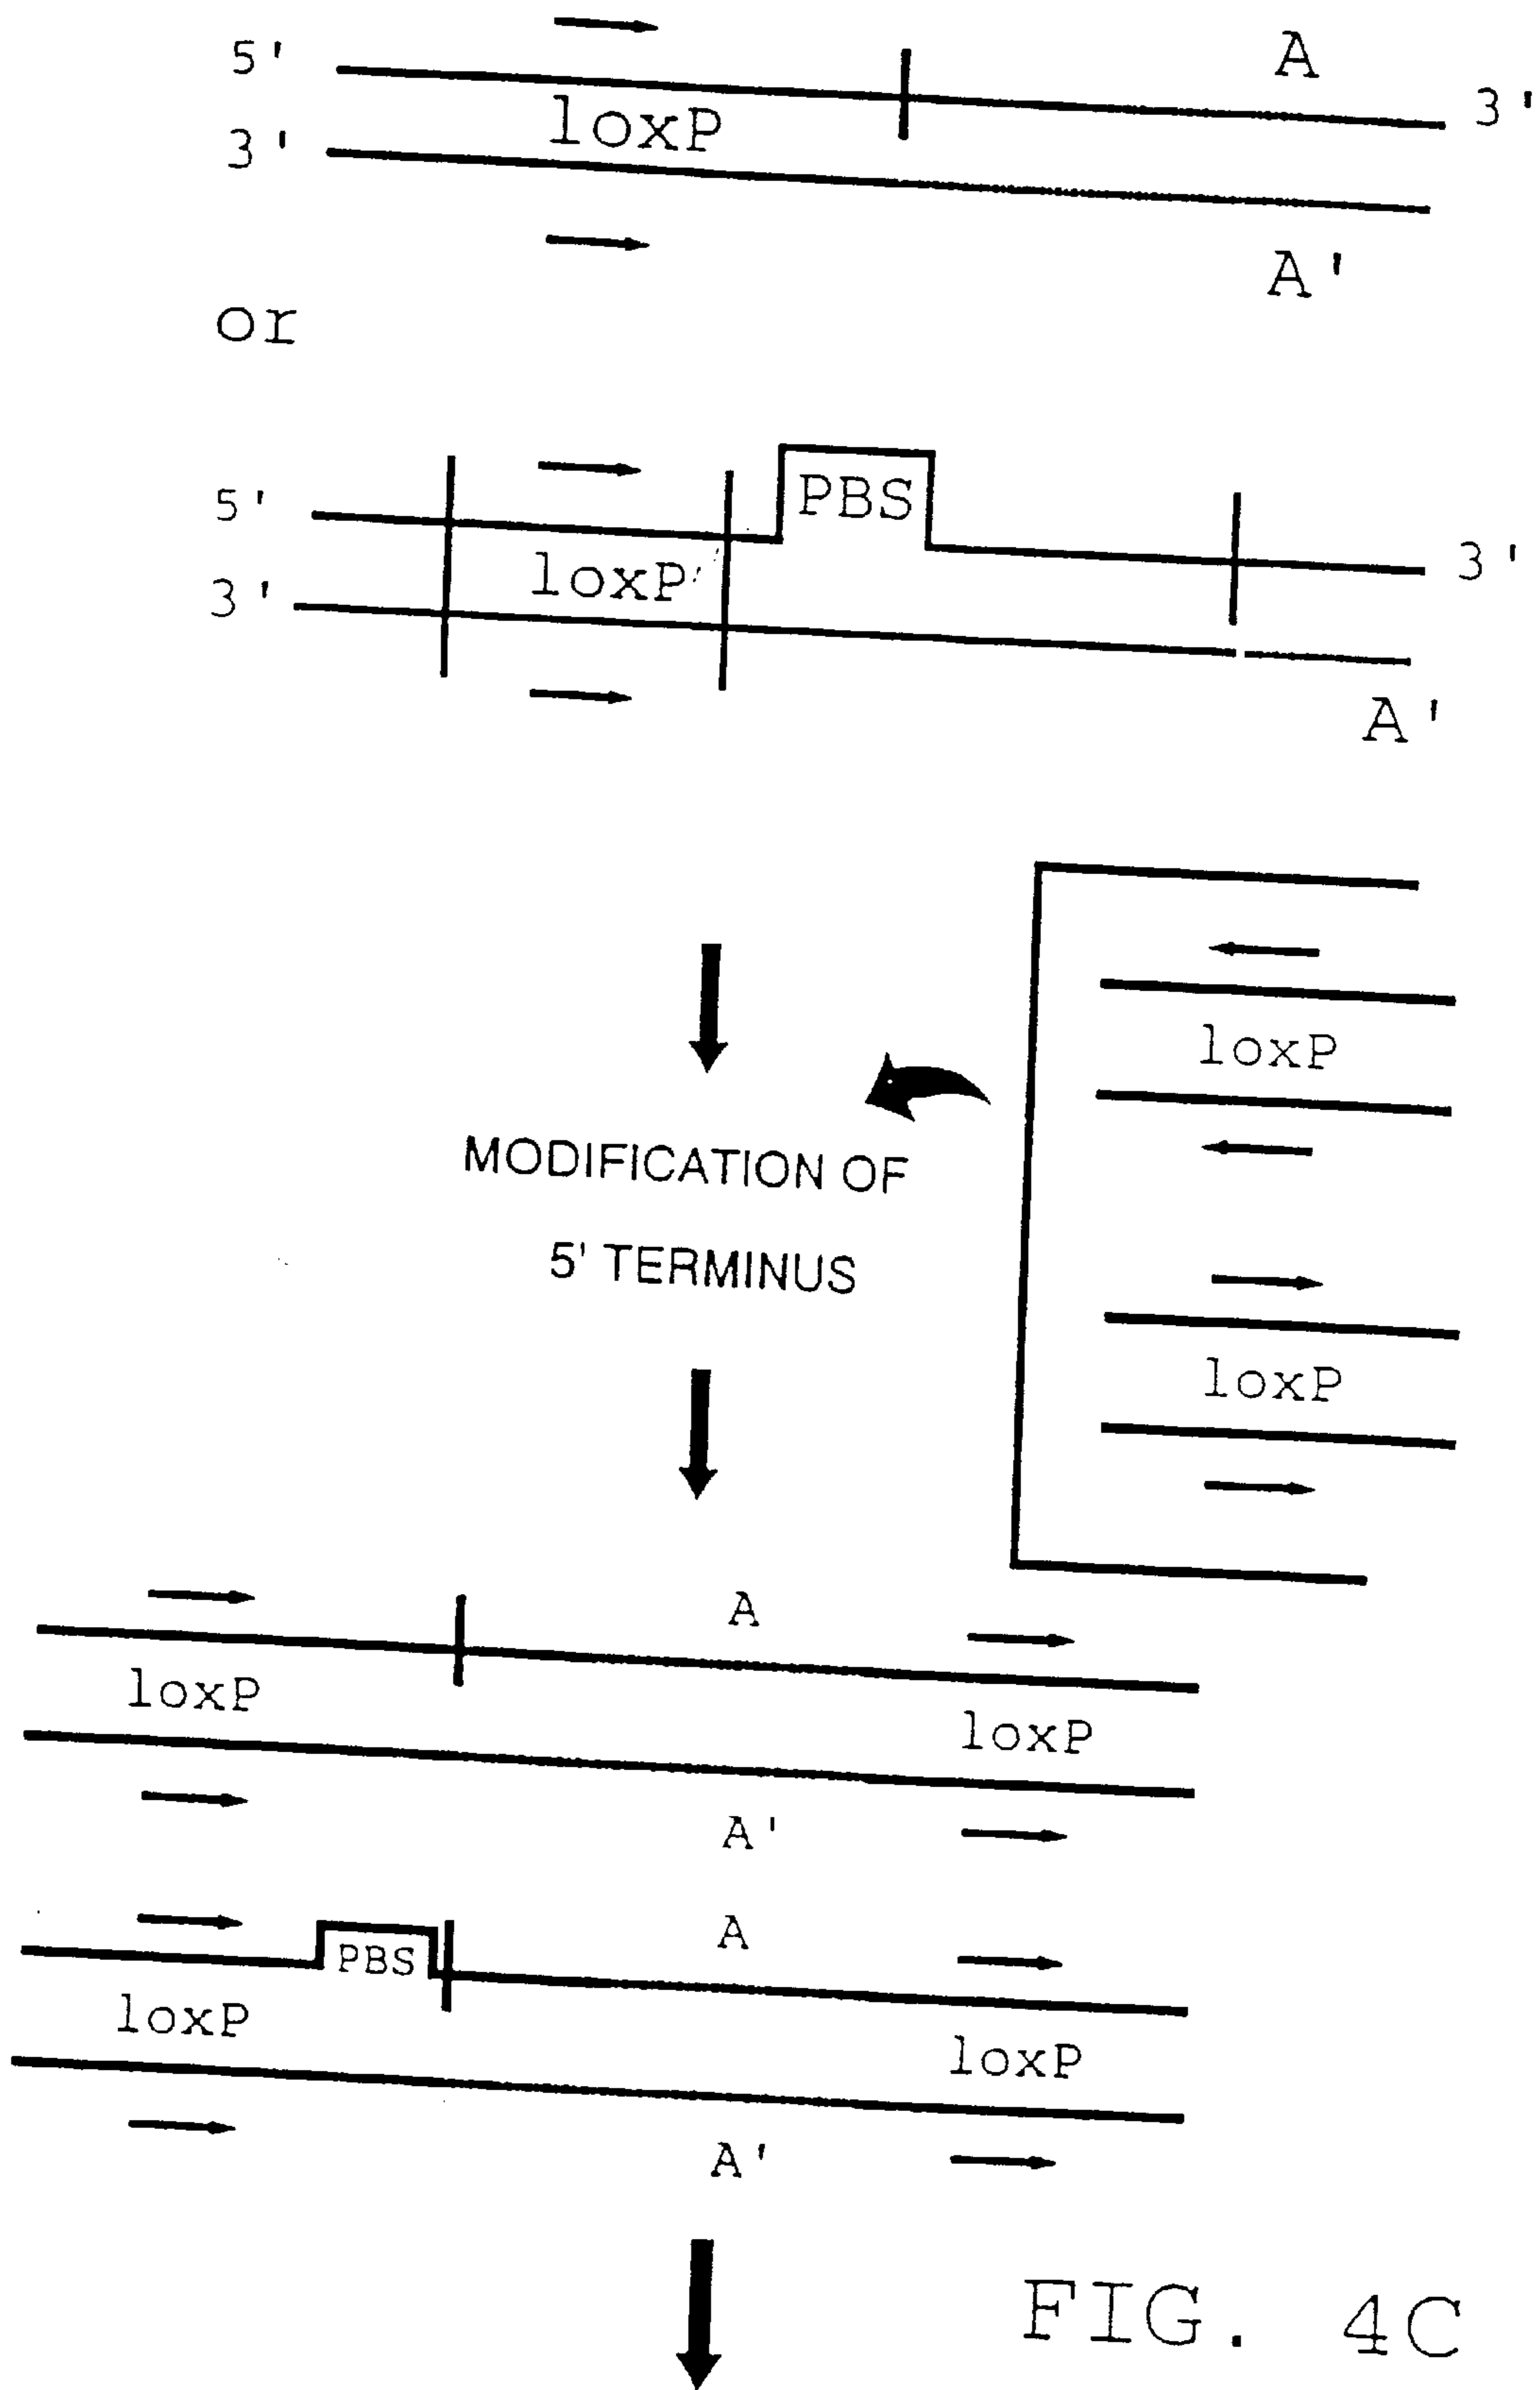 5' A 3'
loxP
3'
A'
or
5' PBS 3'
loxP
3'
A'
loxP
MODIFICATION OF
5' TERMINUS
loxP
A
loxP loxP
A'
PBS A
loxP loxP
A'
FIG. 4C